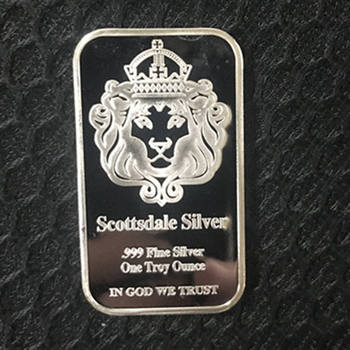 Scottsdale Silver
.999 Fine Silver
One Troy Ounce
IN GOD WE TRUST